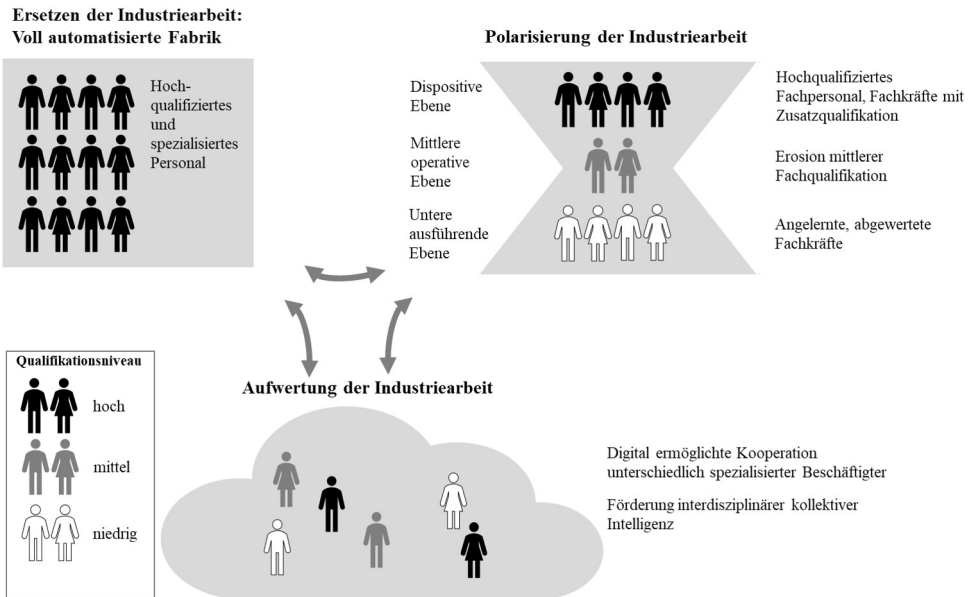 Ersetzen der Industriearbeit:
Voll automatisierte Fabrik
Hoch-
qualifiziertes
und
spezialisiertes
Personal
Polarisierung der Industriearbeit
Dispositive
Ebene
Mittlere
operative
Ebene
Untere
ausführende
Ebene
Hochqualifiziertes
Fachpersonal, Fachkräfte mit
Zusatzqualifikation
Erosion mittlerer
Fachqualifikation
Angelernte, abgewertete
Fachkräfte
Qualifikationsniveau
hoch
mittel
niedrig
Aufwertung der Industriearbeit
Digital ermöglichte Kooperation
unterschiedlich spezialisierter Beschäftigter
Förderung interdisziplinärer kollektiver
Intelligenz